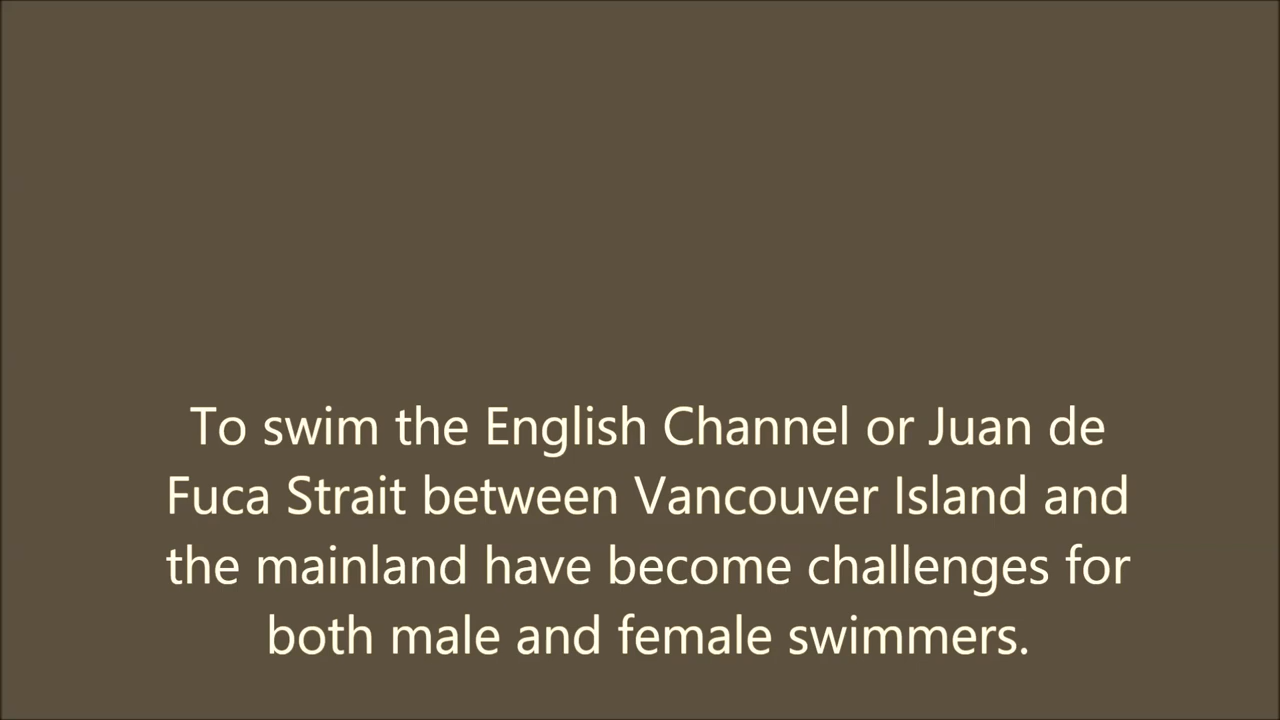 To swim the English Channel or Juan de
Fuca Strait between Vancouver Island and
the mainland have become challenges for
both male and female swimmers.